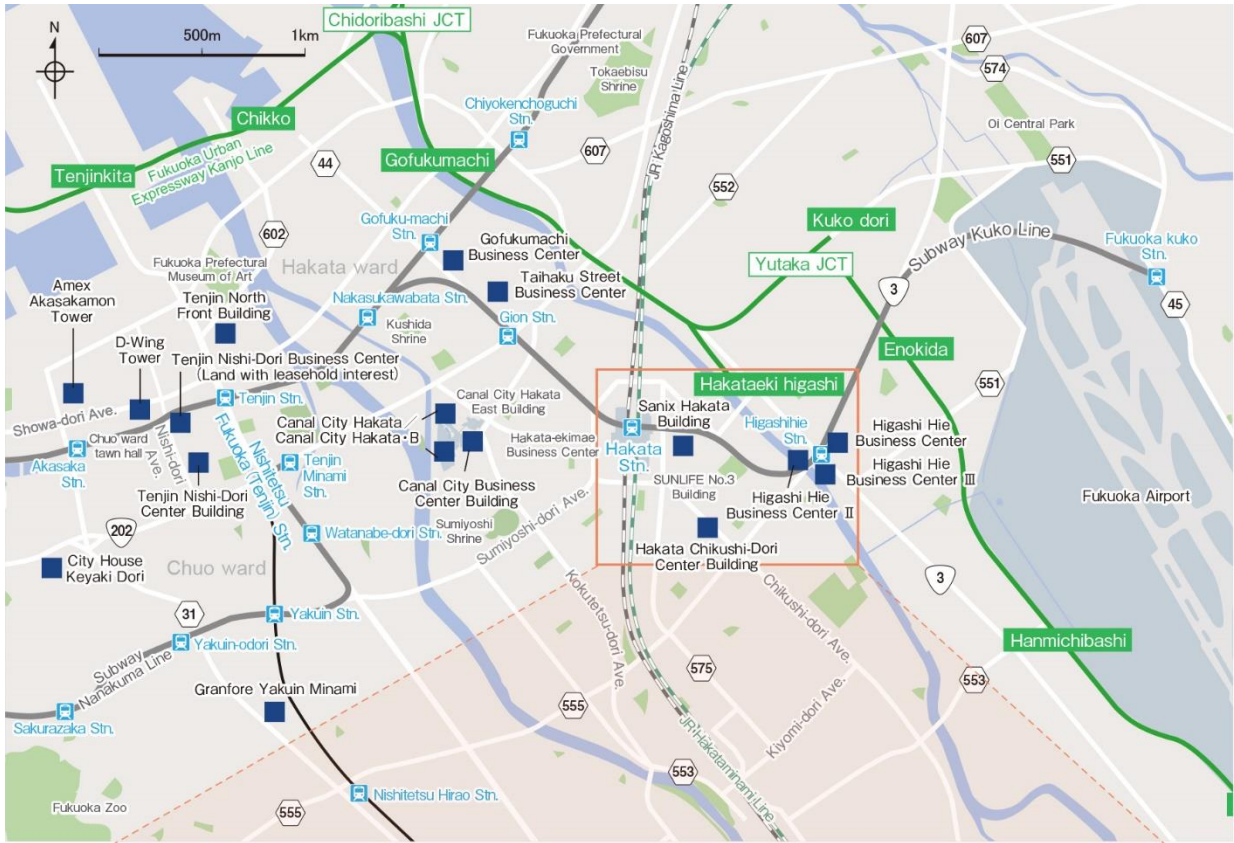 N
500m
1km
Chidoribashi JCT
Fukuoka Prefectural
Government
Tokaebisu
Shrine
JR Kagoshima Line
607
574
Oi Central Park
Chiyokenchoguchi
Stn.
Chikko
Fukuoka Urban
Expressway Kanjo Line
Tenjinkita
44
Gofukumachi
607
551
552
Kuko dori
Gofuku-machi
Stn.
602
Gofukumachi
Business Center
Subway Kuko Line
Fukuoka kuko
Stn.
Yutaka JCT
Hakata ward
Fukuoka Prefectural
Museum of Art
Taihaku Street
Business Center
3
45
Amex
Akasakamon
Tower
Tenjin North
Front Building
Nakasukawabata Stn.
Kushida
Shrine
Gion Stn.
D-Wing
Tower
Tenjin Nishi-Dori Business Center
(Land with leasehold interest)
Enokida
Hakataeki higashi
551
Tenjin Stn.
Canal City Hakata
East Building
Sanix Hakata
Building
Showa-dori Ave.
Canal City Hakata
Canal City Hakata・B
Higashihie
Stn.
Higashi Hie
Business Center
Chuo ward
tawn hall
Nishi-dori
Ave.
Hakata-ekimae
Business Center
Hakata
Stn.
Akasaka
Stn.
Nishitetsu
Fukuoka (Tenjin) Stn.
Tenjin
Minami
Stn.
SUNLIFE No.3
Building
Higashi Hie
Business Center Ⅲ
Canal City Business
Center Building
Higashi Hie
Business Center Ⅱ
Fukuoka Airport
Tenjin Nishi-Dori
Center Building
Sumiyoshi
Shrine
Sumiyoshi-dori Ave.
202
Watanabe-dori Stn.
City House
Keyaki Dori
Chuo ward
Hakata Chikushi-Dori
Center Building
3
Kokutetsu-dori Ave.
Chikushi-dori Ave.
31
Yakuin Stn.
Yakuin-odori Stn.
Hanmichibashi
Subway
Nanakuma Line
575
553
Granfore Yakuin Minami
Kiyomi-dori Ave.
Sakurazaka Stn.
555
JR Hakataminami Line
553
Nishitetsu Hirao Stn.
Fukuoka Zoo
555